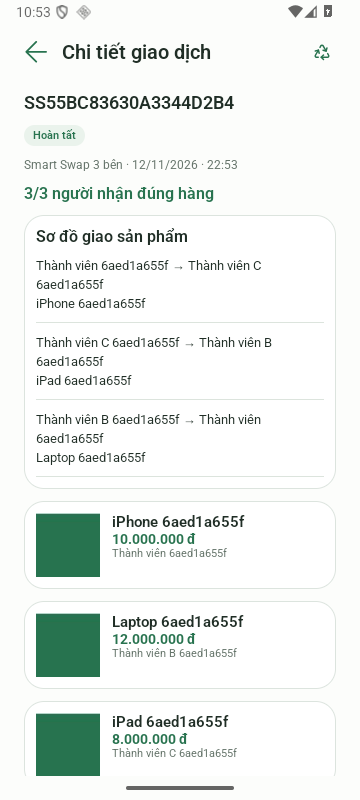 10:53
Chi tiết giao dịch
SS55BC83630A3344D2B4
Hoàn tất
Smart Swap 3 bên · 12/11/2026 · 22:53
3/3 người nhận đúng hàng
Sơ đồ giao sản phẩm
Thành viên 6aed1a655f → Thành viên C
6aed1a655f
iPhone 6aed1a655f
Thành viên C 6aed1a655f → Thành viên B
6aed1a655f
iPad 6aed1a655f
Thành viên B 6aed1a655f → Thành viên
6aed1a655f
Laptop 6aed1a655f
iPhone 6aed1a655f
10.000.000 đ
Thành viên 6aed1a655f
Laptop 6aed1a655f
12.000.000 đ
Thành viên B 6aed1a655f
iPad 6aed1a655f
8.000.000 đ
Thành viên C 6aed1a655f